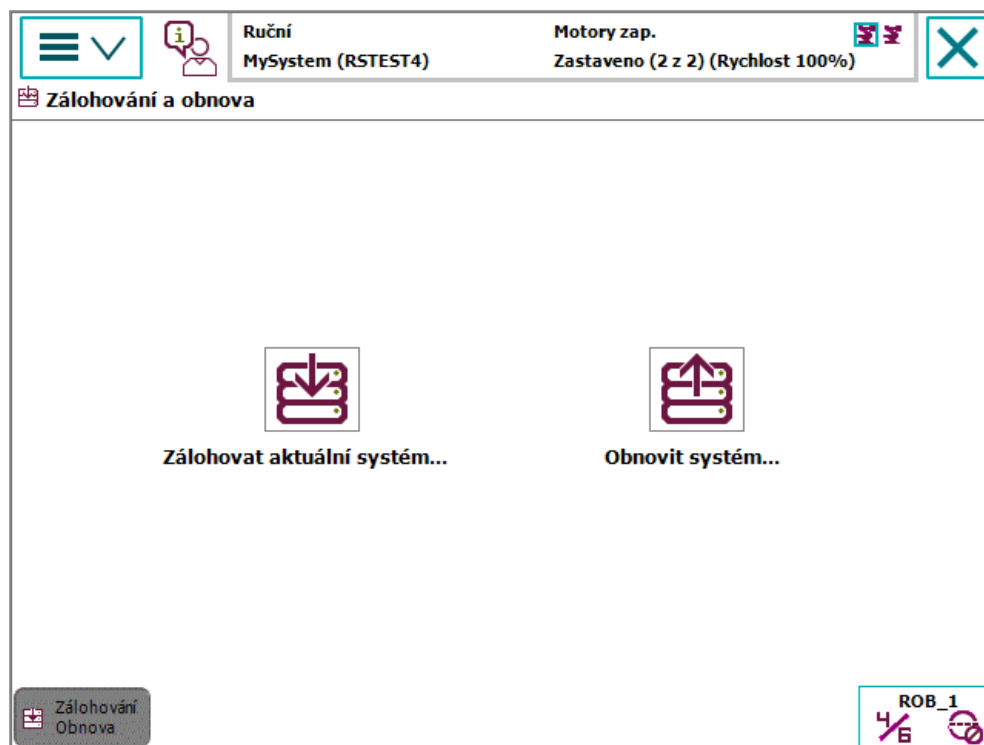 Ruční
Motory zap.
MySystem (RSTEST4)
Zastaveno (2 z 2) (Rychlost 100%)
Zálohování a obnova
Zálohovat aktuální systém...
Obnovit systém...
Zálohování
Obnova
ROB_1
4/6